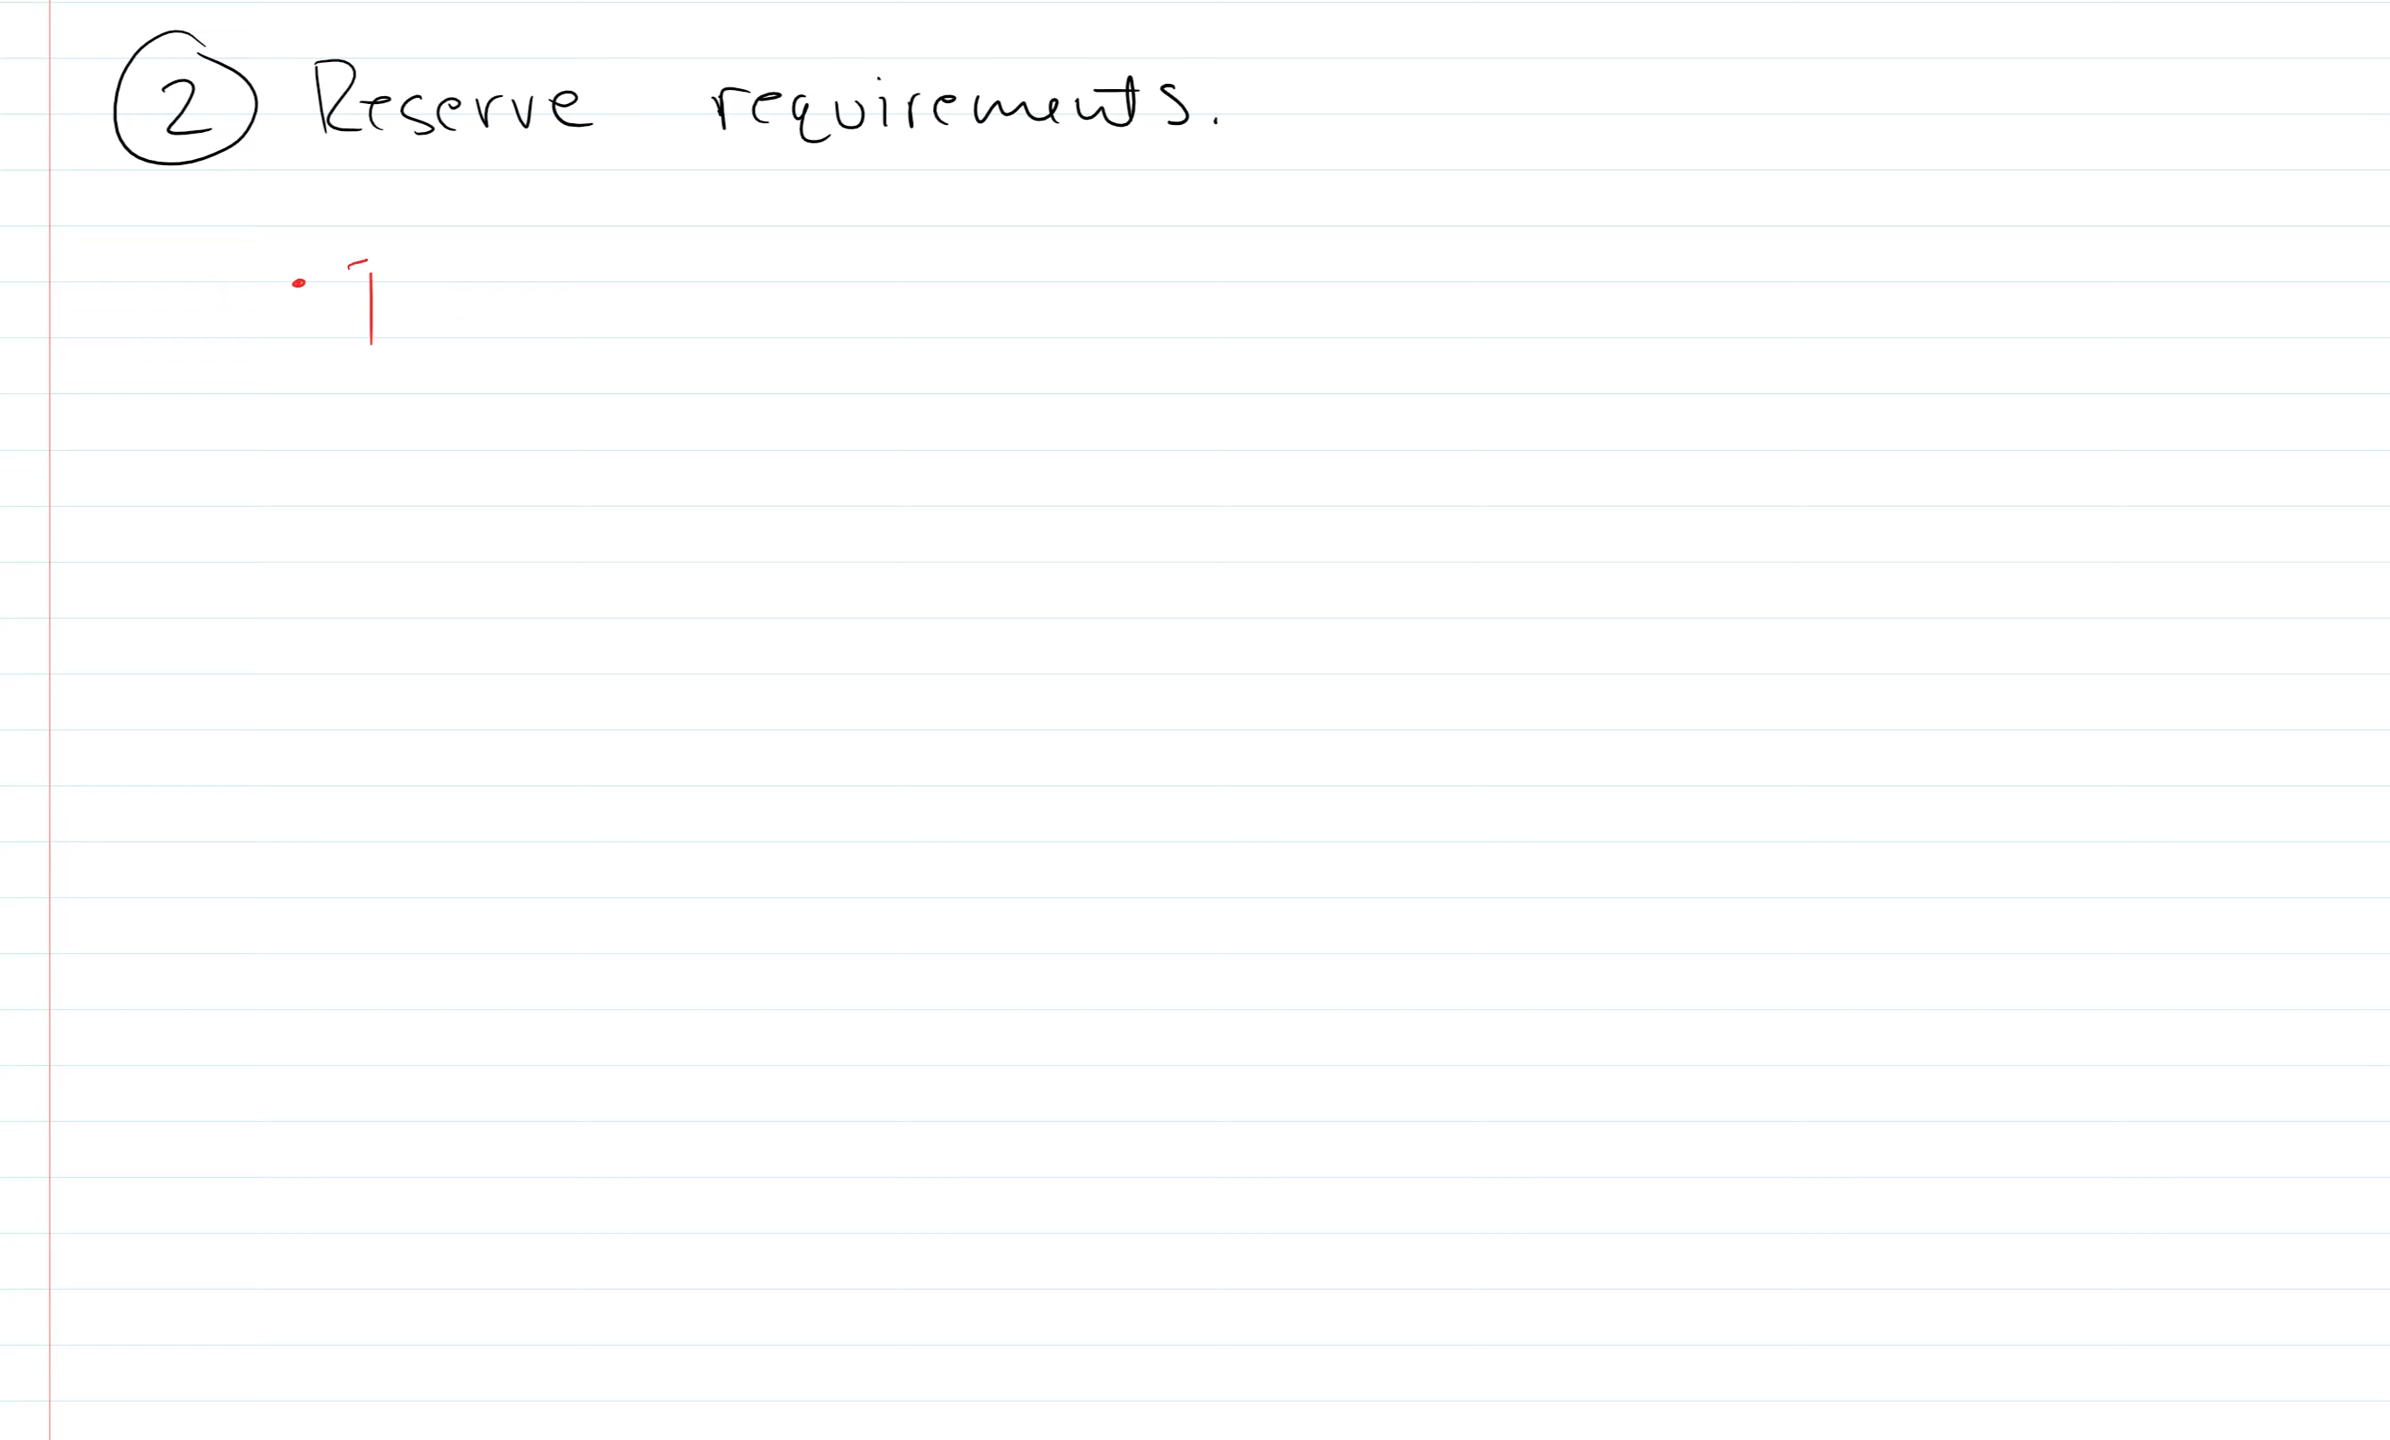 ② Reserve requirements.
•